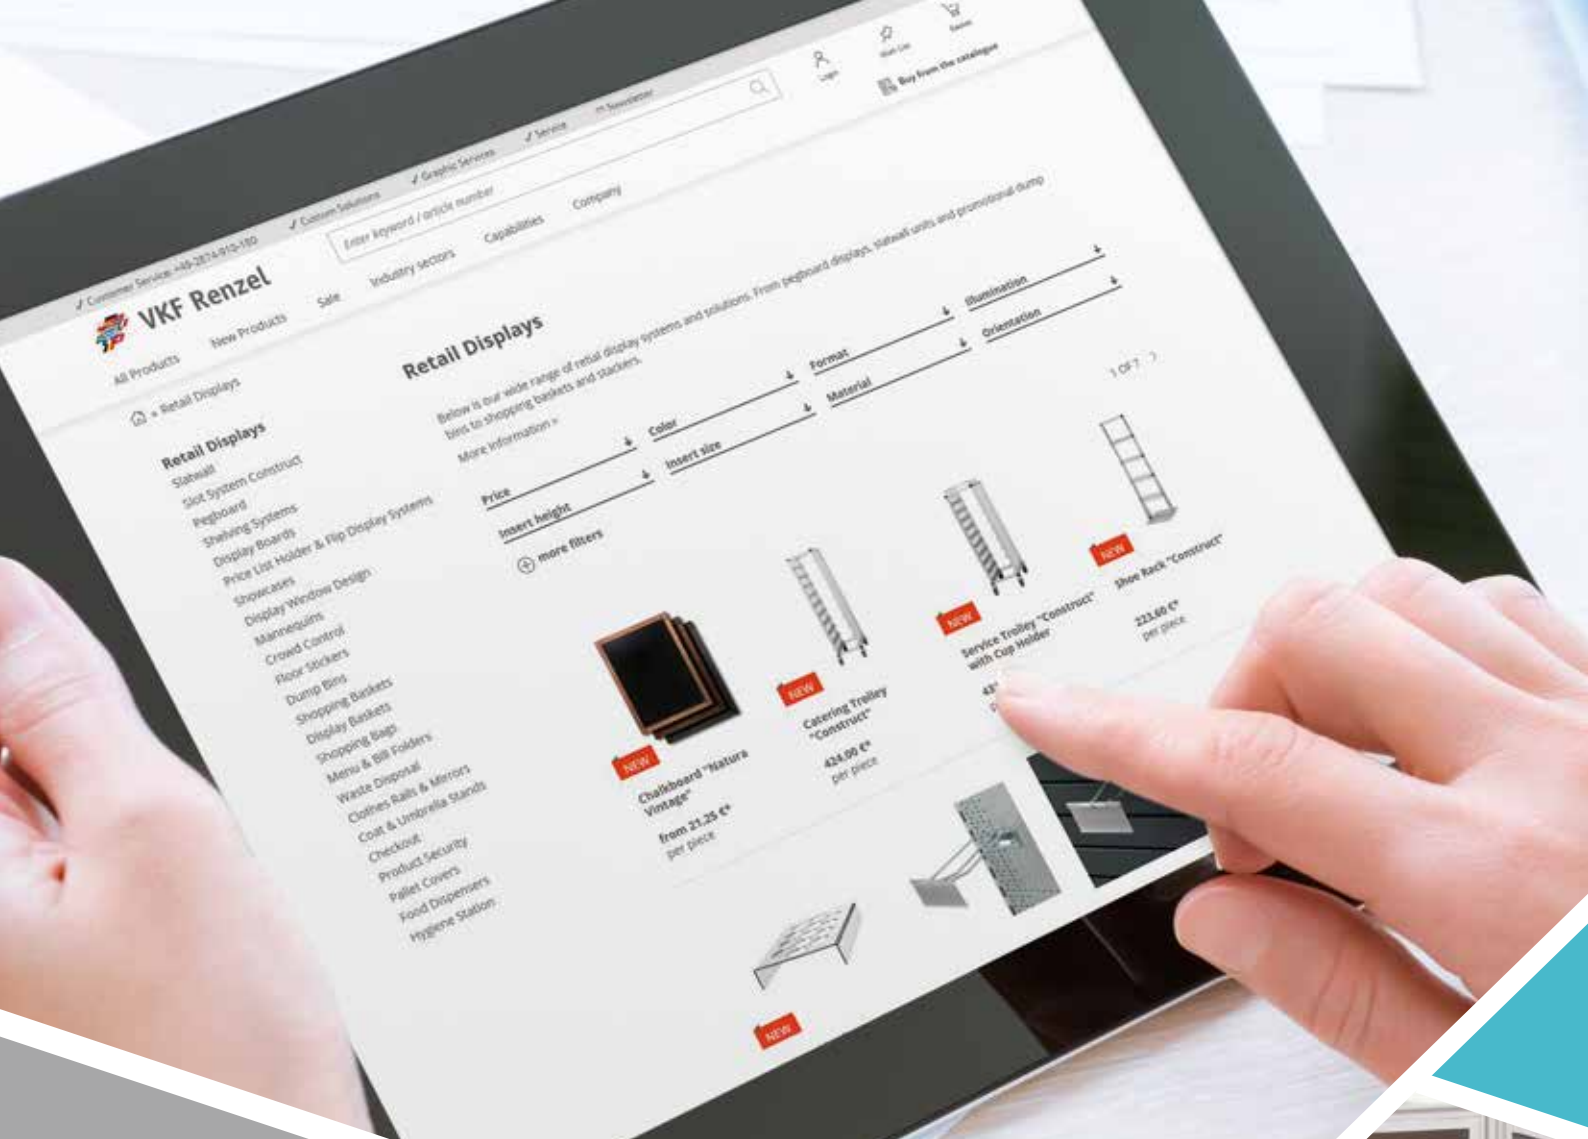 ✓ Customer Service: +49-2874-910-180
✓ Custom Solutions
✓ Graphic Services
✓ Service
Newsletter
VKF Renzel
Enter keyword / article number
Login
Wish List
Buy from the catalogue
All Products
New Products
Sale
Industry sectors
Capabilities
Company
» Retail Displays
Retail Displays
Slatwall
Slot System Construct
Pegboard
Shelving Systems
Display Boards
Price List Holder & Flip Display Systems
Showcases
Display Window Design
Mannequins
Crowd Control
Floor Stickers
Dump Bins
Shopping Baskets
Display Baskets
Shopping Bags
Menu & Bill Folders
Waste Disposal
Clothes Rails & Mirrors
Coat & Umbrella Stands
Checkout
Product Security
Pallet Covers
Food Dispensers
Hygiene Station
Retail Displays
Below is our wide range of retial display systems and solutions. From pegboard displays, slatwall units and promotional dump
bins to shopping baskets and stackers.
More Information »
Price
Color
Format
Illumination
Insert height
Insert size
Material
Orientation
more filters
1 OF 7
NEW
Chalkboard "Natura
Vintage"
from 21.25 €*
per piece
NEW
Catering Trolley
"Construct"
424.00 €*
per piece
NEW
Service Trolley "Construct"
with Cup Holder
NEW
Shoe Rack "Construct"
223.60 €*
per piece
NEW